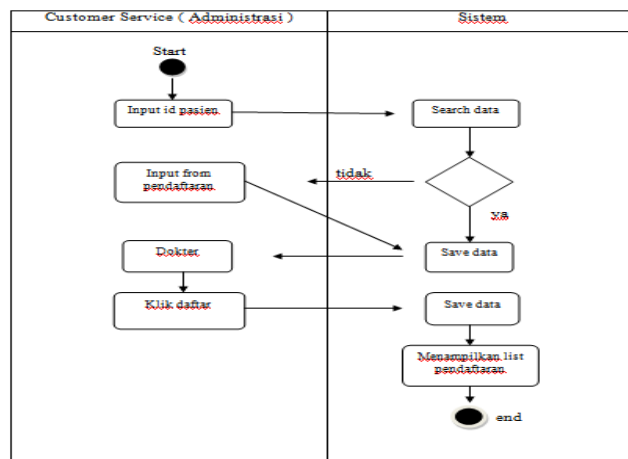 Customer Service ( Administrasi )
Sistem
Start
Input id pasien
Search data
Input from
pendaftaran
tidak
ya
Dokter
Save data
Klik daftar
Save data
Menampilkan list
pendaftaran
end